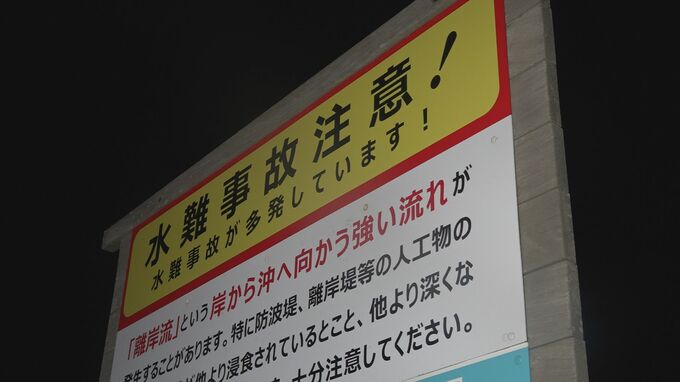 水難事故注意！
水難事故が多発しています！
「離岸流」という岸から沖へ向かう強い流れが
発生することがあります。特に防波堤、離岸堤等の人工物の
が他より浸食されているとこと、他より深くな
十分注意してください。